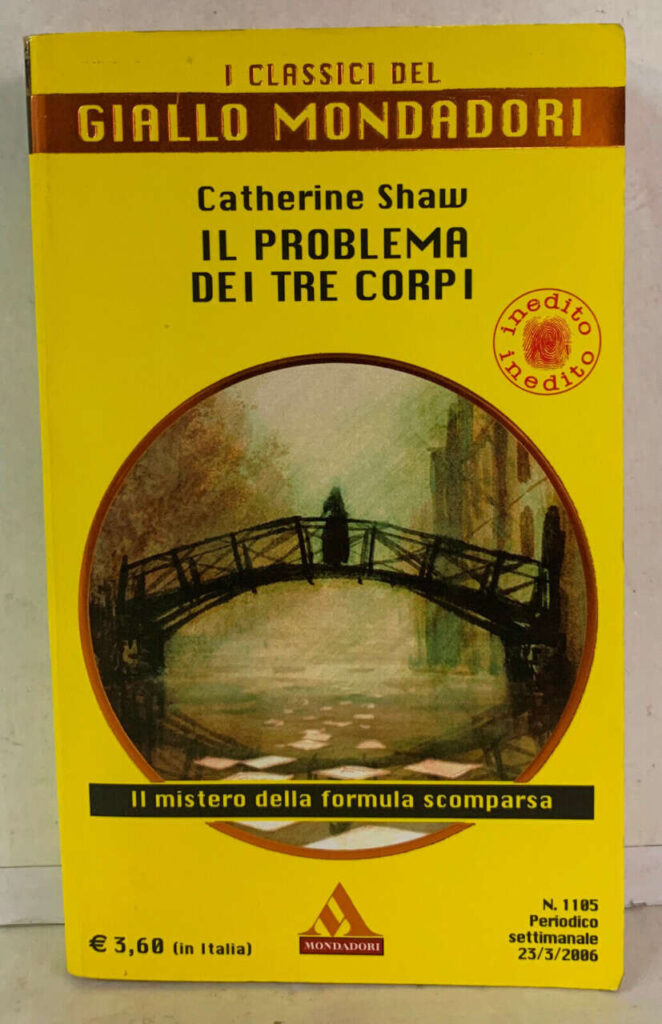 I CLASSICI DEL
GIALLO MONDADORI
Catherine Shaw
IL PROBLEMA
DEI TRE CORPI
inedito
inedito
Il mistero della formula scomparsa
€ 3,60 (in Italia)
MONDADORI
N. 1105
Periodico
settimanale
23/3/2006